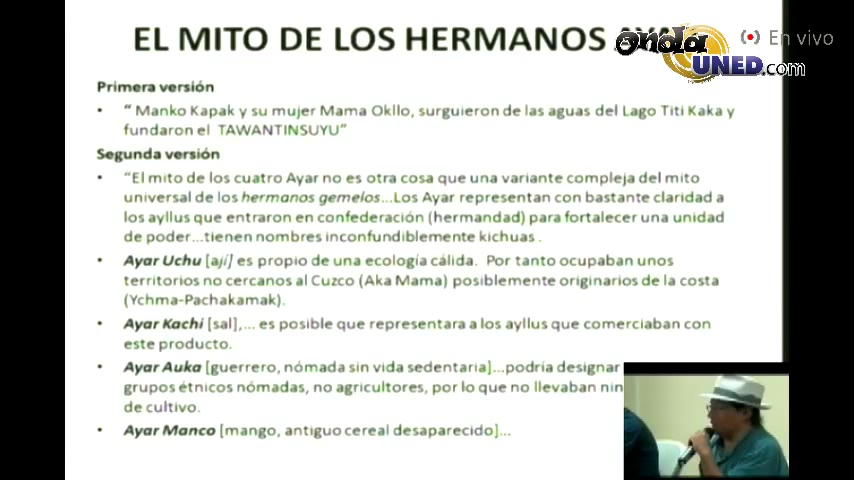 EL MITO DE LOS HERMANOS
onda
UNED.com
En vivo
Primera versión
• “ Manko Kapak y su mujer Mama Okllo, surguieron de las aguas del Lago Titi Kaka y
fundaron el TAWANTINSUYU”
Segunda versión
• “El mito de los cuatro Ayar no es otra cosa que una variante compleja del mito
universal de los hermanos gemelos...Los Ayar representan con bastante claridad a
los ayllus que entraron en confederación (hermandad) para fortalecer una unidad
de poder...tienen nombres inconfundiblemente kichuas .
• Ayar Uchu [ají] es propio de una ecología cálida. Por tanto ocupaban unos
territorios no cercanos al Cuzco (Aka Mama) posiblemente originarios de la costa
(Ychma-Pachakamak).
• Ayar Kachi [sal],... es posible que representara a los ayllus que comerciaban con
este producto.
• Ayar Auka [guerrero, nómada sin vida sedentaria]...podría designar
grupos étnicos nómadas, no agricultores, por lo que no llevaban nin
de cultivo.
• Ayar Manco [mango, antiguo cereal desaparecido]...